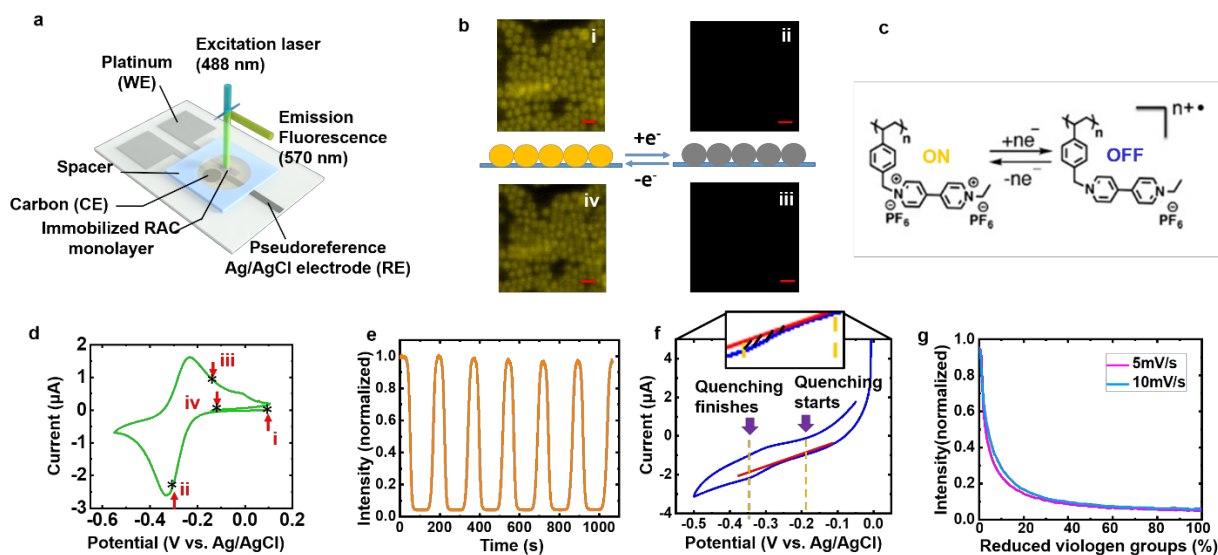 a
Excitation laser
(488 nm)
Platinum
(WE)
Emission
Fluorescence
(570 nm)
Spacer
Carbon (CE)
Immobilized RAC
monolayer
Pseudoreference
Ag/AgCl electrode (RE)
b
i
ii
+e-
-e-
iv
iii
c
n+•
n
+ne−
-ne−
n
ON
OFF
N
⊕
N
⊕
⊖
PF6
⊖
PF6
N
N
⊖
PF6
d
Current (µA)
2
1
0
-1
-2
-3
iii
iv
i
ii
-0.6 -0.4 -0.2 0.0 0.2
Potential (V vs. Ag/AgCl)
e
Intensity (normalized)
1.0
0.8
0.6
0.4
0.2
0.0
0 200 400 600 800 1000
Time (s)
f
Current (µA)
4
2
0
-2
-4
Quenching
finishes
Quenching
starts
-0.5 -0.4 -0.3 -0.2 -0.1 0.0
Potential (V vs. Ag/AgCl)
g
Intensity(normalized)
1.0
0.8
0.6
0.4
0.2
0.0
5mV/s
10mV/s
0 20 40 60 80 100
Reduced viologen groups (%)